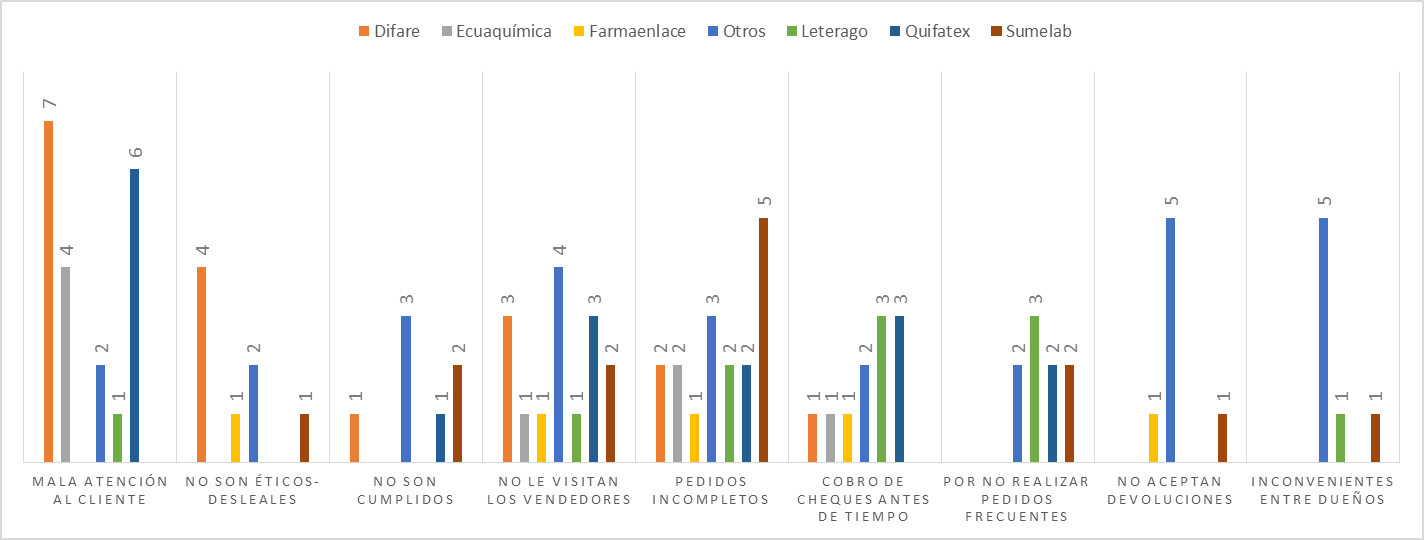 Difare Ecuaquímica Farmaenlace Otros Leterago Quifatex Sumelab
7 4 2 1 6
4 1 2 1
1 3 1 2
3 1 1 4 1 3 2
2 2 1 3 2 2 5
1 1 1 2 3 3
2 3 2 2
1 5 1
5 1 1
MALA ATENCIÓN
AL CLIENTE
NO SON ÉTICOS-
DESLEALES
NO SON
CUMPLIDOS
NO LE VISITAN
LOS VENDEDORES
PEDIDOS
INCOMPLETOS
COBRO DE
CHEQUES ANTES
DE TIEMPO
POR NO REALIZAR
PEDIDOS
FRECUENTES
NO ACEPTAN
DEVOLUCIONES
INCONVENIENTES
ENTRE DUEÑOS